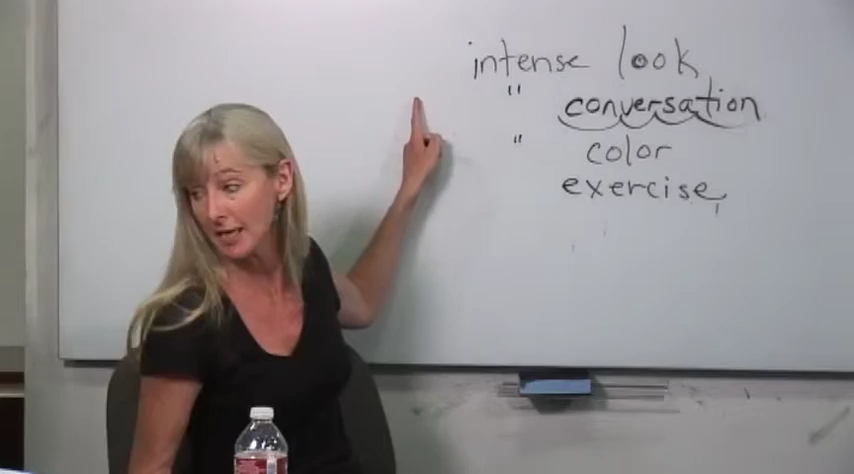 intense look
" conversation
" color
exercise